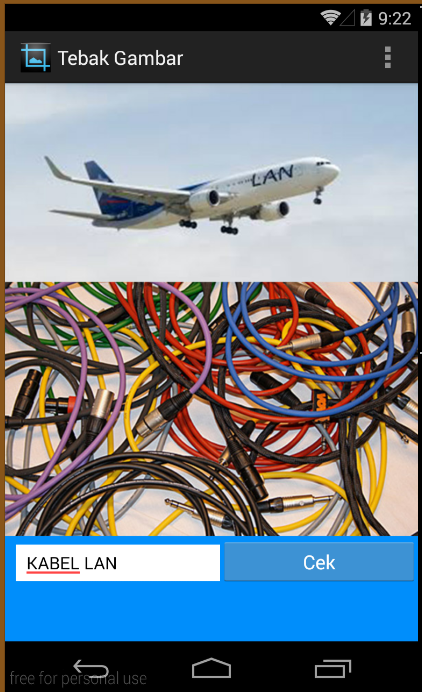 9:22
Tebak Gambar
LAN
KABEL LAN
Cek
free for personal use